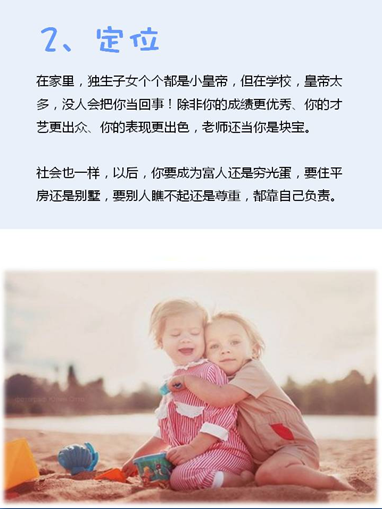 2、定位
在家里，独生子女个个都是小皇帝，但在学校，皇帝太
多，没人会把你当回事！除非你的成绩更优秀、你的才
艺更出众、你的表现更出色，老师还当你是块宝。
社会也一样，以后，你要成为富人还是穷光蛋，要住平
房还是别墅，要别人瞧不起还是尊重，都靠自己负责。